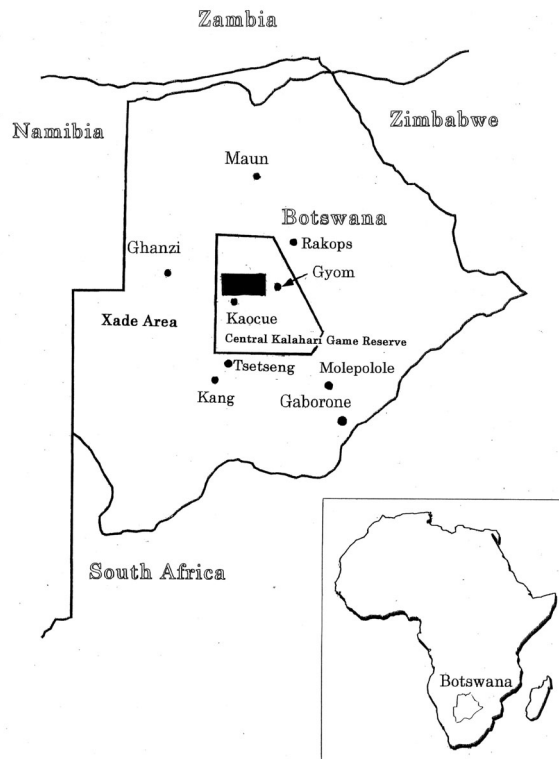 Zambia
Namibia
Zimbabwe
Maun
Botswana
Rakops
Ghanzi
Gyom
Kaocue
Xade Area
Central Kalahari Game Reserve
Tsetseng
Molepolole
Kang
Gaborone
South Africa
Botswana